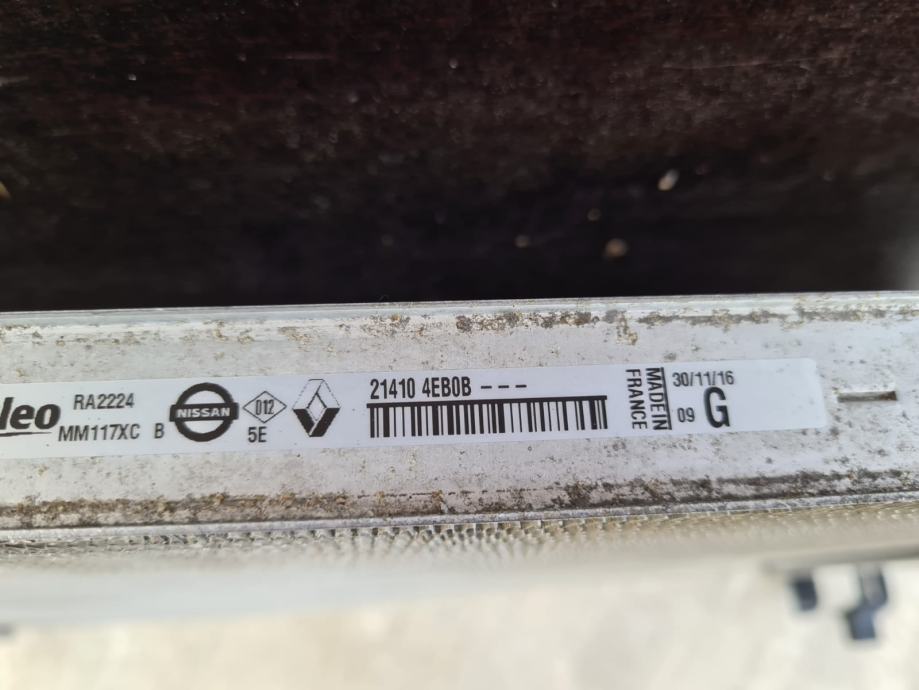 leo
RA2224
MM117XC B
NISSAN
D12
5E
21410 4EB0B - - -
MADE IN
FRANCE
30/11/16
09 G